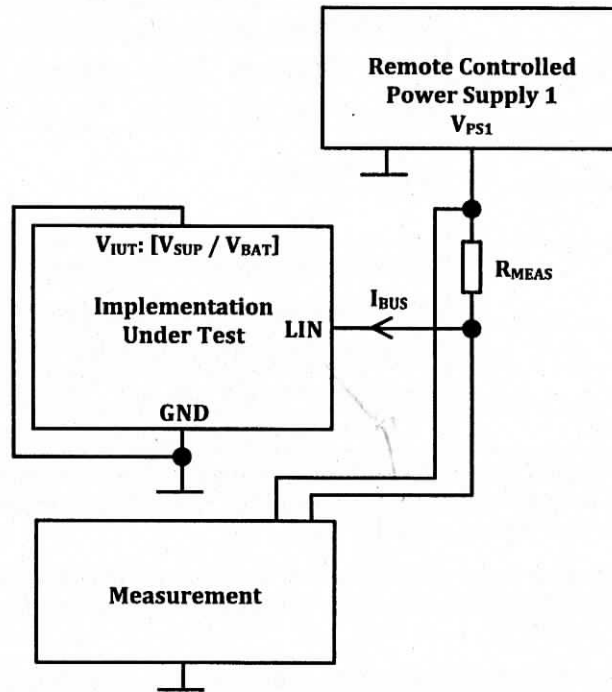 Remote Controlled
Power Supply 1
VPS1
VIUT: [VSUP / VBAT]
Implementation
Under Test
LIN
GND
IBUS
RMEAS
Measurement